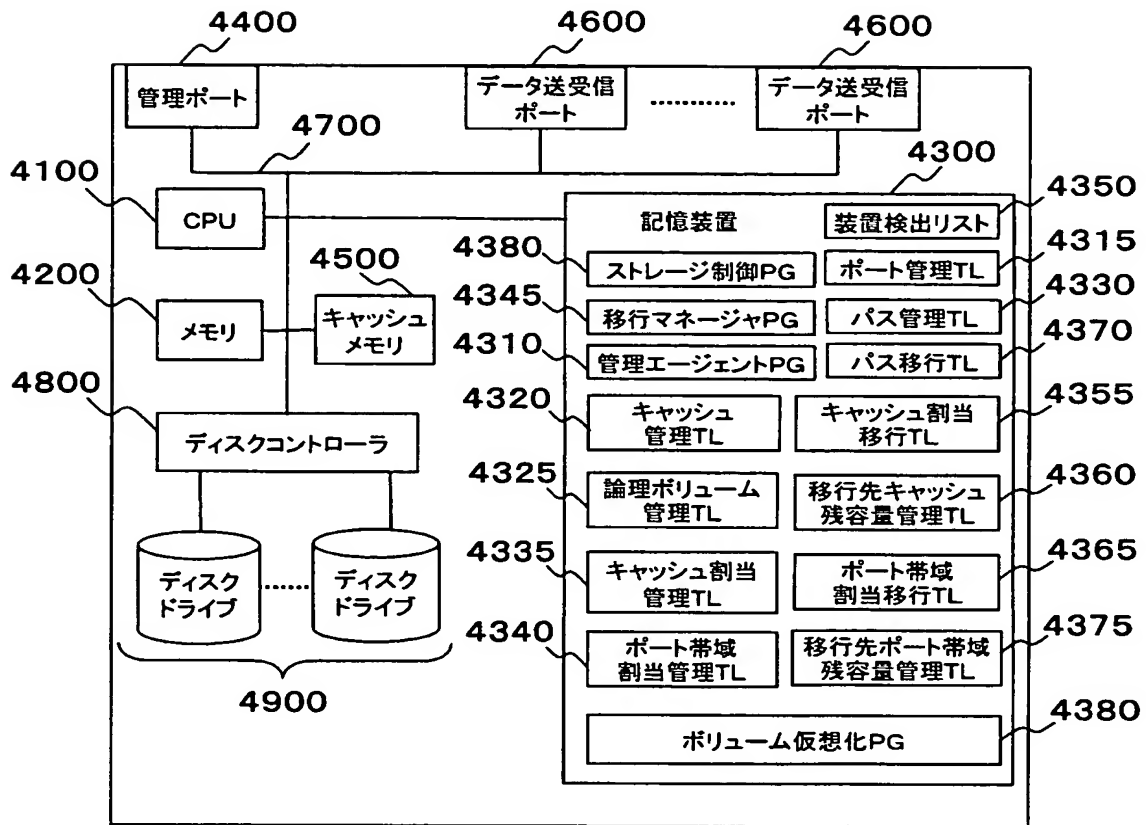 4400
4600
4600
管理ポート
データ送受信
ポート
データ送受信
ポート
4700
4100
CPU
4300
記憶装置
4350
装置検出リスト
4380
ストレージ制御PG
4315
ポート管理TL
4200
メモリ
4500
キャッシュ
メモリ
4345
移行マネージャPG
4330
パス管理TL
4310
管理エージェントPG
4370
パス移行TL
4800
ディスクコントローラ
4320
キャッシュ
管理TL
4355
キャッシュ割当
移行TL
4325
論理ボリューム
管理TL
4360
移行先キャッシュ
残容量管理TL
ディスク
ドライブ
ディスク
ドライブ
4335
キャッシュ割当
管理TL
4365
ポート帯域
割当移行TL
4340
ポート帯域
割当管理TL
4375
移行先ポート帯域
残容量管理TL
4900
4380
ボリューム仮想化PG